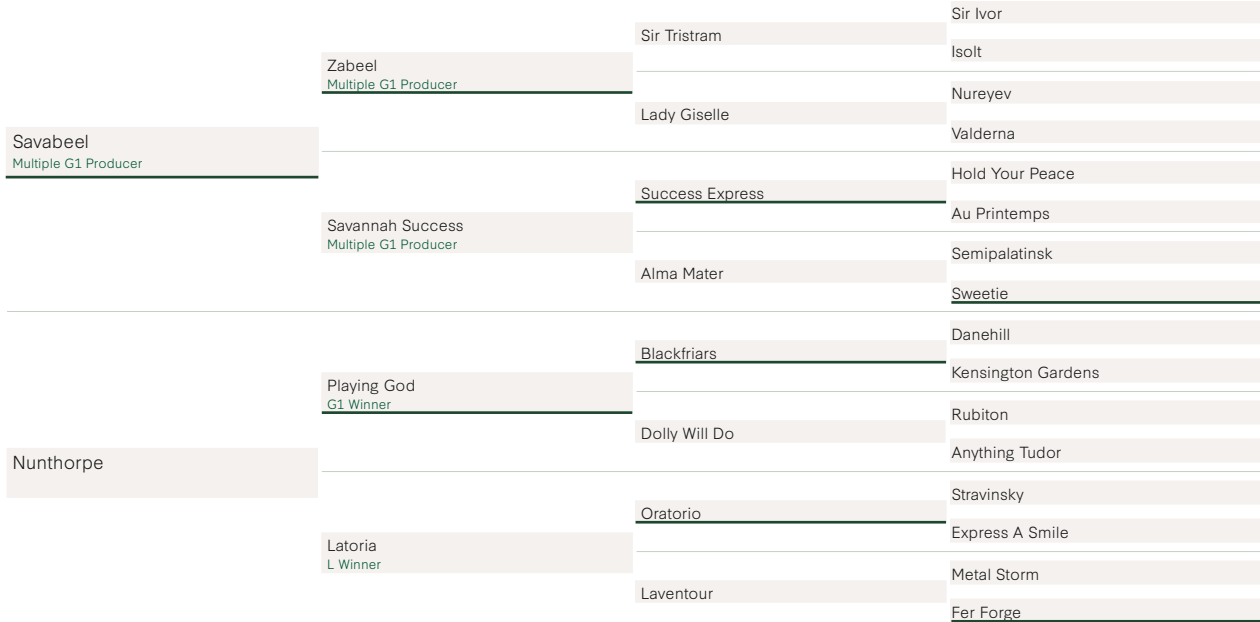 Savabeel
Multiple G1 Producer
Nunthorpe
Zabeel
Multiple G1 Producer
Savannah Success
Multiple G1 Producer
Playing God
G1 Winner
Latoria
L Winner
Sir Tristram
Lady Giselle
Success Express
Alma Mater
Blackfriars
Dolly Will Do
Oratorio
Laventour
Sir Ivor
Isolt
Nureyev
Valderna
Hold Your Peace
Au Printemps
Semipalatinsk
Sweetie
Danehill
Kensington Gardens
Rubiton
Anything Tudor
Stravinsky
Express A Smile
Metal Storm
Fer Forge